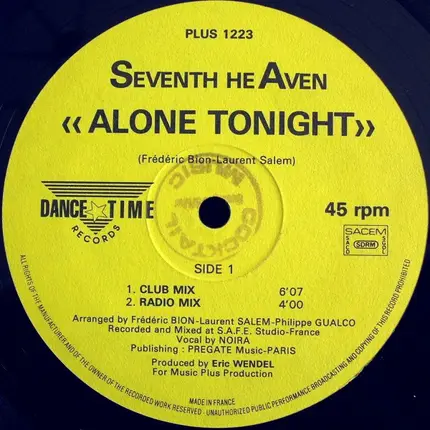 PLUS 1223
SEVENTH HEAVEN
« ALONE TONIGHT»
(Frédéric Bion-Laurent Salem)
MUSIC
COCKTAIL
DANCE TIME
RECORDS
45 rpm
SACEM
SDRM
SIDE 1
1. CLUB MIX 6'07
2. RADIO MIX 4'00
Arranged by Frédéric BION-Laurent SALEM-Philippe GUALCO
Recorded and Mixed at S.A.F.E. Studio-France
Vocal by NOIRA
Publishing : PREGATE Music-PARIS
Produced by Eric WENDEL
For Music Plus Production
MADE IN FRANCE
ALL RIGHTS OF THE MANUFACTURER AND OF THE OWNER OF THE RECORDED WORK RESERVED - UNAUTHORIZED PUBLIC PERFORMANCE BROADCASTING AND COPYING OF THIS RECORD PROHIBITED